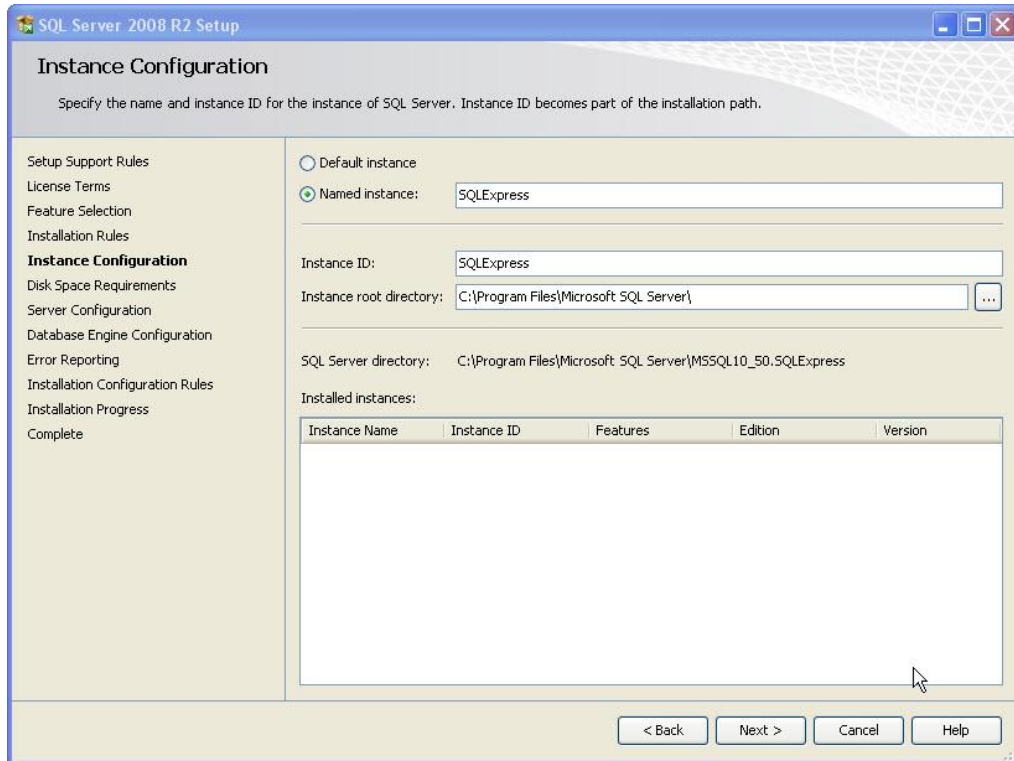 SQL Server 2008 R2 Setup
Instance Configuration
Specify the name and instance ID for the instance of SQL Server. Instance ID becomes part of the installation path.
Setup Support Rules
License Terms
Feature Selection
Installation Rules
Instance Configuration
Disk Space Requirements
Server Configuration
Database Engine Configuration
Error Reporting
Installation Configuration Rules
Installation Progress
Complete
Default instance
Named instance: SQLExpress
Instance ID: SQLExpress
Instance root directory: C:\Program Files\Microsoft SQL Server\ ...
SQL Server directory: C:\Program Files\Microsoft SQL Server\MSSQL10_50.SQLExpress
Installed instances:
Instance Name Instance ID Features Edition Version
< Back Next > Cancel Help